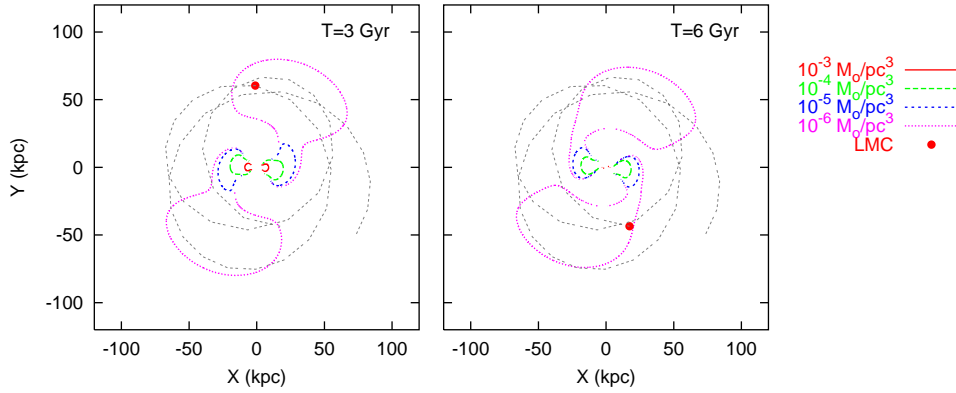 T=3 Gyr
T=6 Gyr
10^-3 M_o/pc^3
10^-4 M_o/pc^3
10^-5 M_o/pc^3
10^-6 M_o/pc^3
LMC
100
50
0
-50
-100
Y (kpc)
-100 -50 0 50 100
-100 -50 0 50 100
X (kpc)
X (kpc)